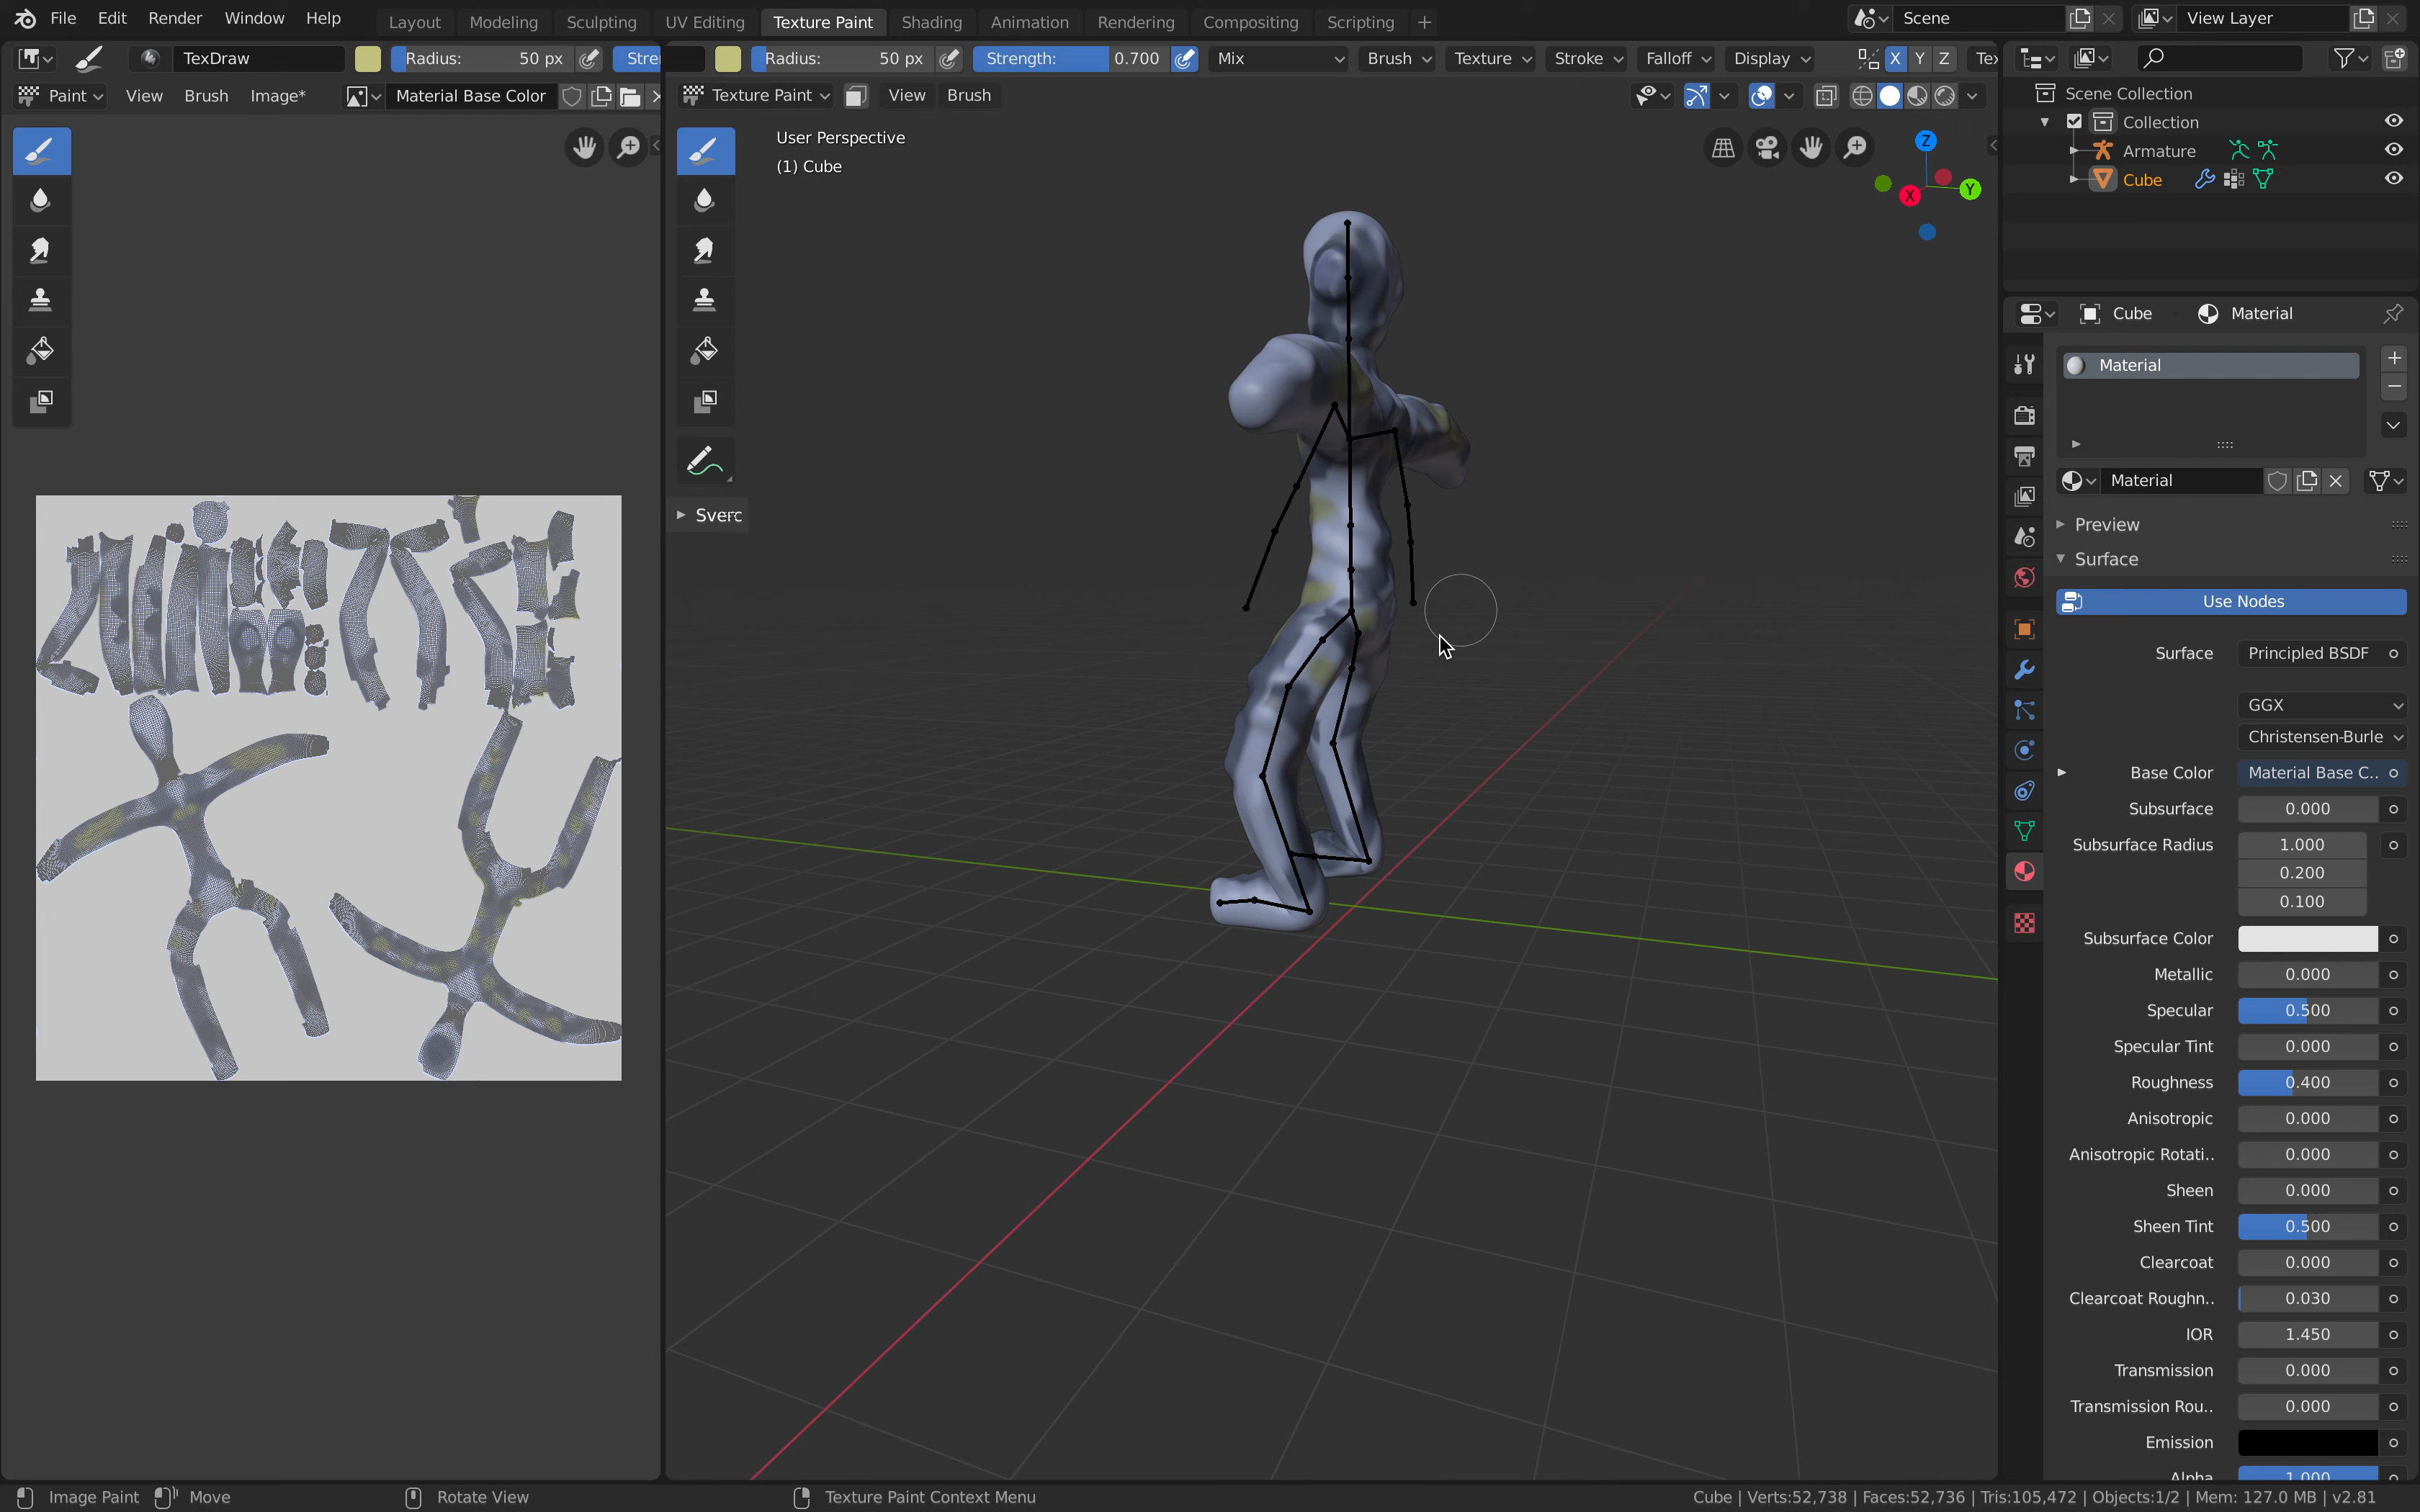 File Edit Render Window Help Layout Modeling Sculpting UV Editing Texture Paint Shading Animation Rendering Compositing Scripting + Scene View Layer
TexDraw Radius: 50 px Stre Radius: 50 px Strength: 0.700 Mix Brush Texture Stroke Falloff Display X Y Z Tex
Paint View Brush Image* Material Base Color Texture Paint View Brush
Scene Collection
Collection
Armature
Cube
User Perspective
(1) Cube
Z
Y
X
Cube Material
Material
Material
Sverc
Preview
Surface
Use Nodes
Surface Principled BSDF
GGX
Christensen-Burle
Base Color Material Base C..
Subsurface 0.000
Subsurface Radius 1.000
0.200
0.100
Subsurface Color
Metallic 0.000
Specular 0.500
Specular Tint 0.000
Roughness 0.400
Anisotropic 0.000
Anisotropic Rotati.. 0.000
Sheen 0.000
Sheen Tint 0.500
Clearcoat 0.000
Clearcoat Roughn.. 0.030
IOR 1.450
Transmission 0.000
Transmission Rou.. 0.000
Emission
Alpha 1.000
Image Paint Move Rotate View Texture Paint Context Menu Cube | Verts:52,738 | Faces:52,736 | Tris:105,472 | Objects:1/2 | Mem: 127.0 MB | v2.81